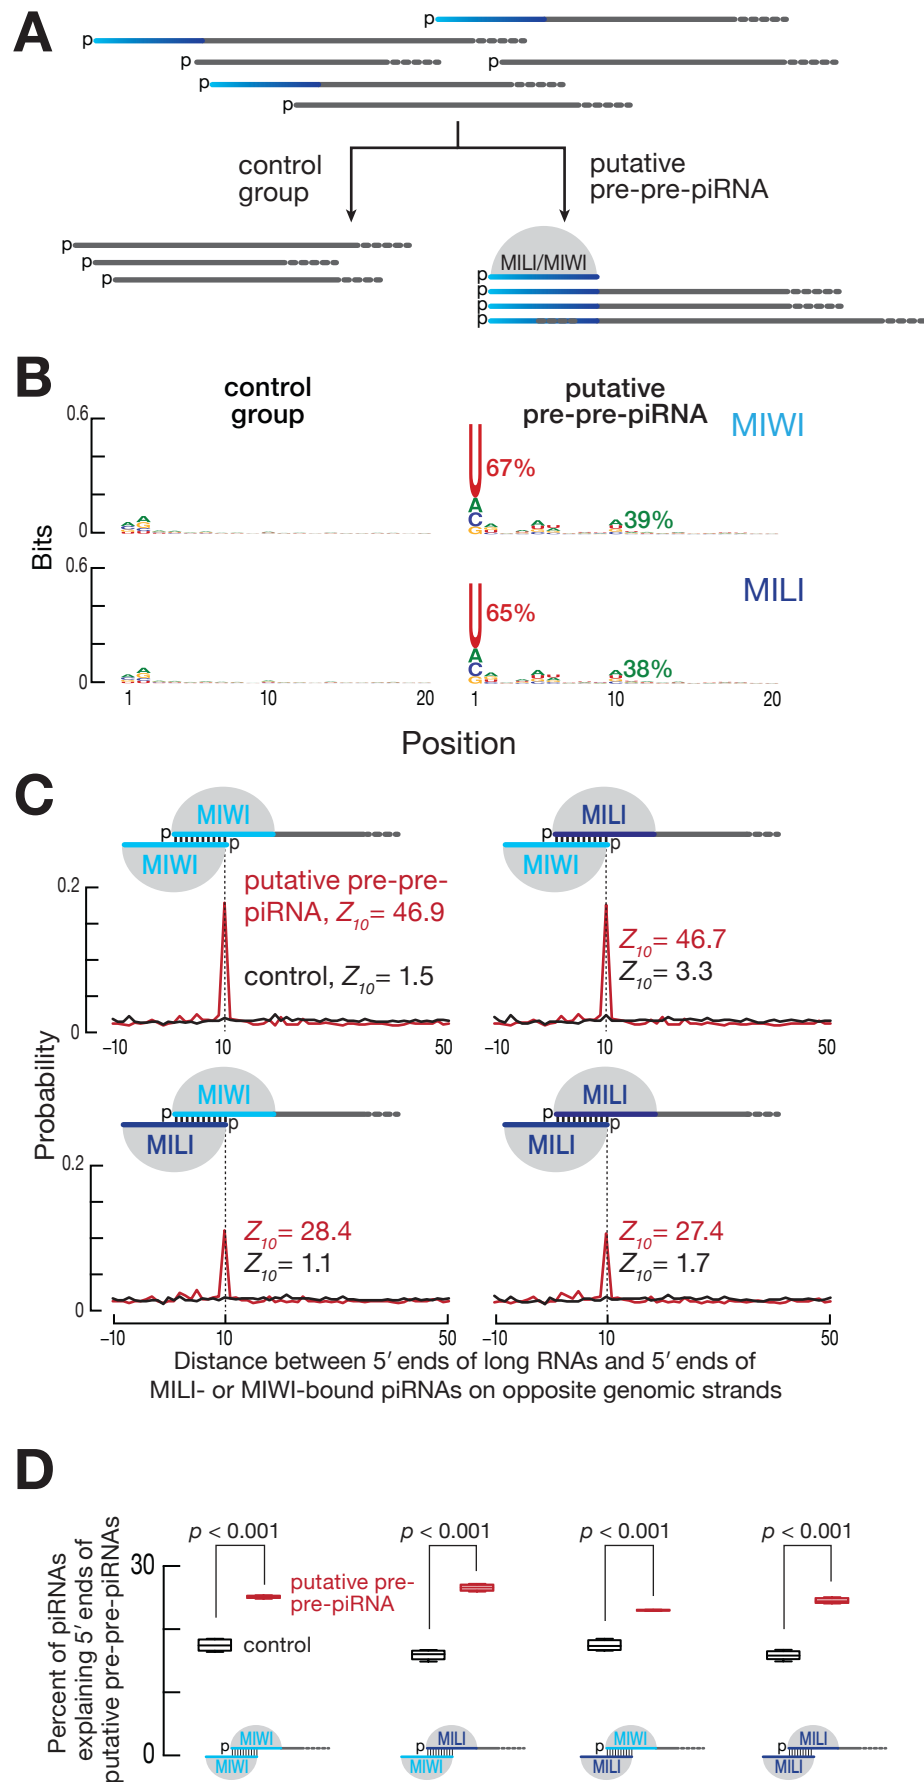 A
p
p
p
p
p
p
control
group
putative
pre-pre-piRNA
p
p
p
MILI/MIWI
p
p
p
p
B
control
group
putative
pre-pre-piRNA
MIWI
0.6
0
U
A
C
G
67%
39%
Bits
MILI
0.6
0
U
A
C
G
65%
38%
1
10
20
1
10
20
Position
C
MIWI
p
p
MIWI
MILI
p
p
MIWI
0.2
0
putative pre-pre-
piRNA, Z10= 46.9
control, Z10= 1.5
Z10= 46.7
Z10= 3.3
−10
10
50
−10
10
50
Probability
MIWI
p
p
MILI
MILI
p
p
MILI
0.2
0
Z10= 28.4
Z10= 1.1
Z10= 27.4
Z10= 1.7
−10
10
50
−10
10
50
Distance between 5′ ends of long RNAs and 5′ ends of
MILI- or MIWI-bound piRNAs on opposite genomic strands
D
Percent of piRNAs
explaining 5′ ends of
putative pre-pre-piRNAs
30
0
p < 0.001
p < 0.001
p < 0.001
p < 0.001
putative pre-
pre-piRNA
control
p
MIWI
MIWI
p
MILI
MIWI
p
MIWI
MILI
p
MILI
MILI